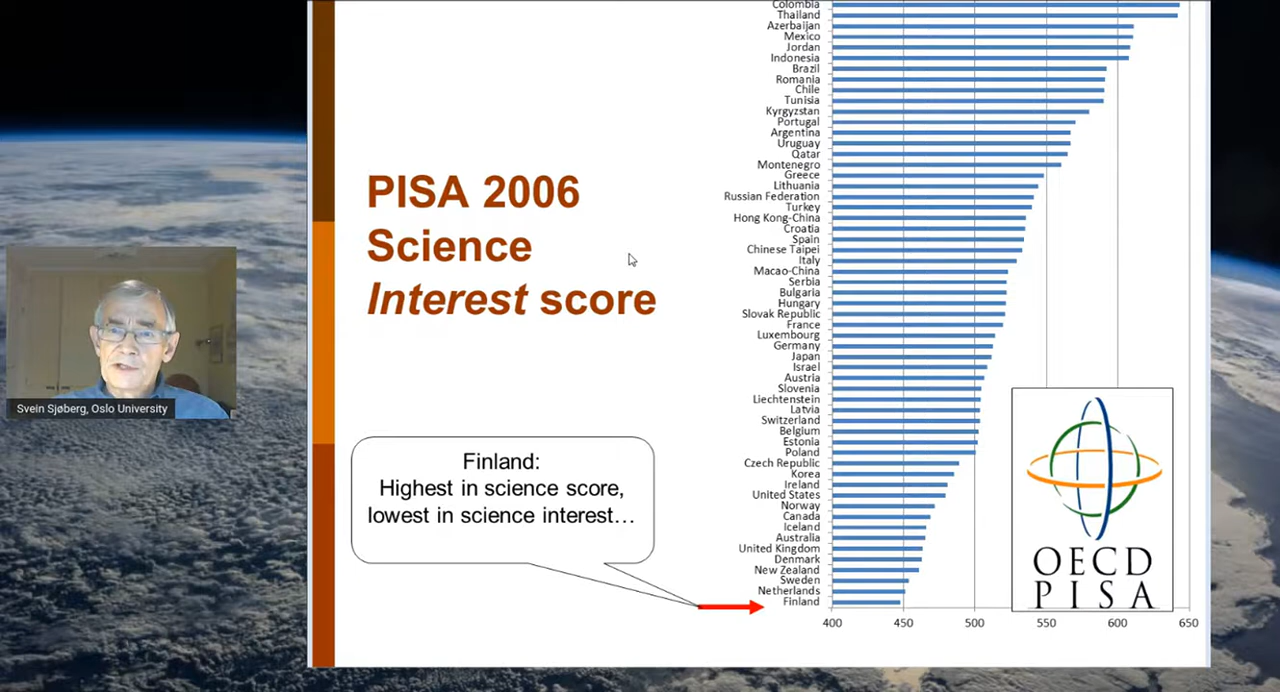 PISA 2006
Science
Interest score
Svein Sjøberg, Oslo University
Finland:
Highest in science score,
lowest in science interest…
Colombia
Thailand
Azerbaijan
Mexico
Jordan
Indonesia
Brazil
Romania
Chile
Tunisia
Kyrgyzstan
Portugal
Argentina
Uruguay
Qatar
Montenegro
Greece
Lithuania
Russian Federation
Turkey
Hong Kong-China
Croatia
Spain
Chinese Taipei
Italy
Macao-China
Serbia
Bulgaria
Hungary
Slovak Republic
France
Luxembourg
Germany
Japan
Israel
Austria
Slovenia
Liechtenstein
Latvia
Switzerland
Belgium
Estonia
Poland
Czech Republic
Korea
Ireland
United States
Norway
Canada
Iceland
Australia
United Kingdom
Denmark
New Zealand
Sweden
Netherlands
Finland
400 450 500 550 600 650
OECD
PISA